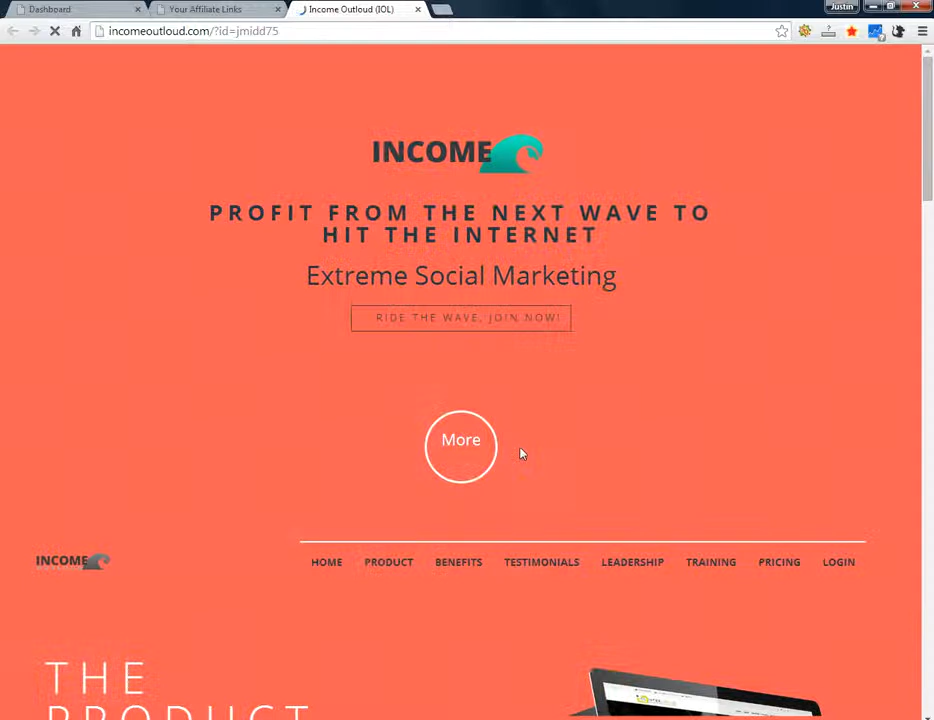 Dashboard
Your Affiliate Links
Income Outloud (IOL)
Justin
incomeoutloud.com/?id=jmidd75
INCOME
PROFIT FROM THE NEXT WAVE TO
HIT THE INTERNET
Extreme Social Marketing
RIDE THE WAVE, JOIN NOW!
More
INCOME
HOME PRODUCT BENEFITS TESTIMONIALS LEADERSHIP TRAINING PRICING LOGIN
THE
PRODUCT